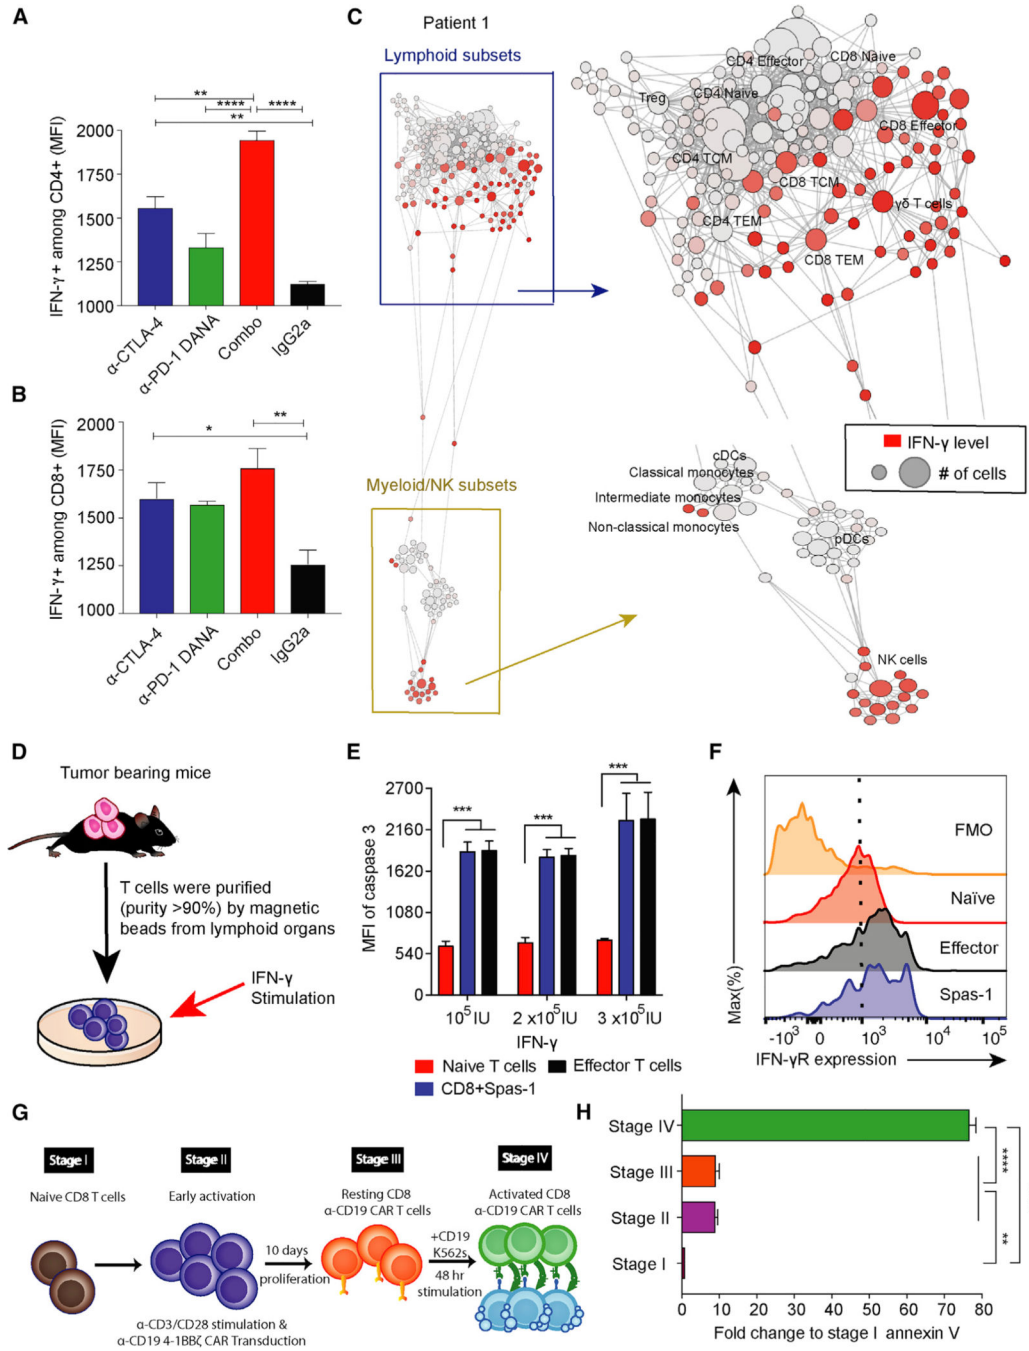 A
IFN-γ+ among CD4+ (MFI)
2000
1750
1500
1250
1000
**
**** ****
**
α-CTLA-4
α-PD-1 DANA
Combo
IgG2a
B
IFN-γ+ among CD8+ (MFI)
2000
1750
1500
1250
1000
**
*
α-CTLA-4
α-PD-1 DANA
Combo
IgG2a
C
Patient 1
Lymphoid subsets
Myeloid/NK subsets
CD4 Effector
CD8 Naive
Treg
CD4 Naive
CD8 Effector
CD4 TCM
CD8 TCM
γδ T cells
CD4 TEM
CD8 TEM
IFN-γ level
# of cells
cDCs
Classical monocytes
Intermediate monocytes
Non-classical monocytes
pDCs
NK cells
D
Tumor bearing mice
T cells were purified
(purity >90%) by magnetic
beads from lymphoid organs
IFN-γ
Stimulation
E
MFI of caspase 3
2700
2160
1620
1080
540
0
***
***
***
10⁵IU
2 x10⁵IU
3 x10⁵IU
IFN-γ
Naive T cells
Effector T cells
CD8+Spas-1
F
Max(%)
FMO
Naïve
Effector
Spas-1
-10³ 0 10³ 10⁴ 10⁵
IFN-γR expression
G
Stage I
Stage II
Stage III
Stage IV
Naive CD8 T cells
Early activation
Resting CD8
α-CD19 CAR T cells
Activated CD8
α-CD19 CAR T cells
10 days
proliferation
+CD19
K562s
48 hr
stimulation
α-CD3/CD28 stimulation &
α-CD19 4-1BBζ CAR Transduction
H
Stage IV
Stage III
Stage II
Stage I
****
**
0 10 20 30 40 50 60 70 80
Fold change to stage I annexin V